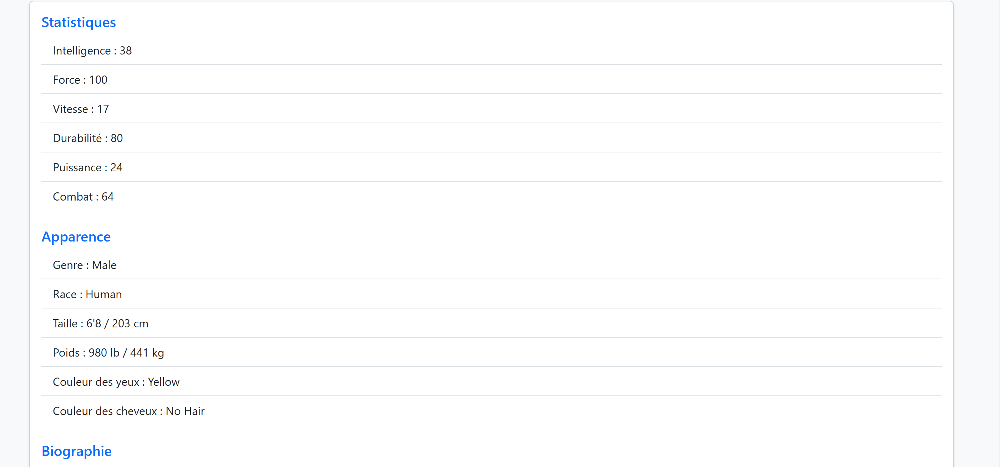 Statistiques
Intelligence : 38
Force : 100
Vitesse : 17
Durabilité : 80
Puissance : 24
Combat : 64
Apparence
Genre : Male
Race : Human
Taille : 6'8 / 203 cm
Poids : 980 lb / 441 kg
Couleur des yeux : Yellow
Couleur des cheveux : No Hair
Biographie